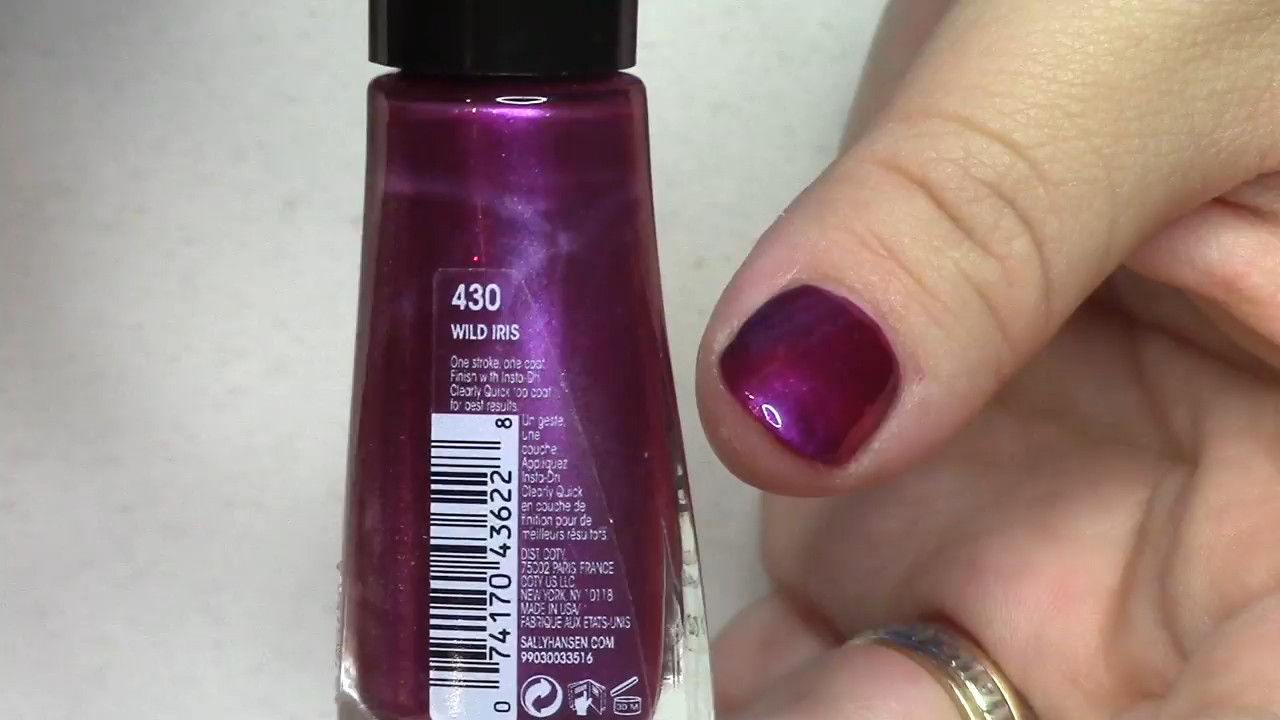 430
WILD IRIS
One stroke, one coat.
Finish with Insta-Dri
Clearly Quick top coat
for best results.
Un geste,
une
couche.
Appliquez
Insta-Dri
Clearly Quick
en couche de
finition pour de
meilleurs résultats.
DIST. COTY,
75002 PARIS FRANCE
COTY US LLC,
NEW YORK, NY 10118
MADE IN USA/
FABRIQUÉ AUX ÉTATS-UNIS
SALLYHANSEN.COM
99030033516
0 74170 43622 8
30 M